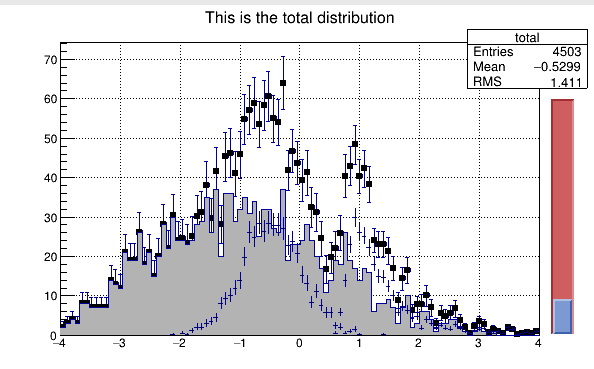 This is the total distribution
total
Entries 4503
Mean −0.5299
RMS 1.411
70
60
50
40
30
20
10
0
−4 −3 −2 −1 0 1 2 3 4